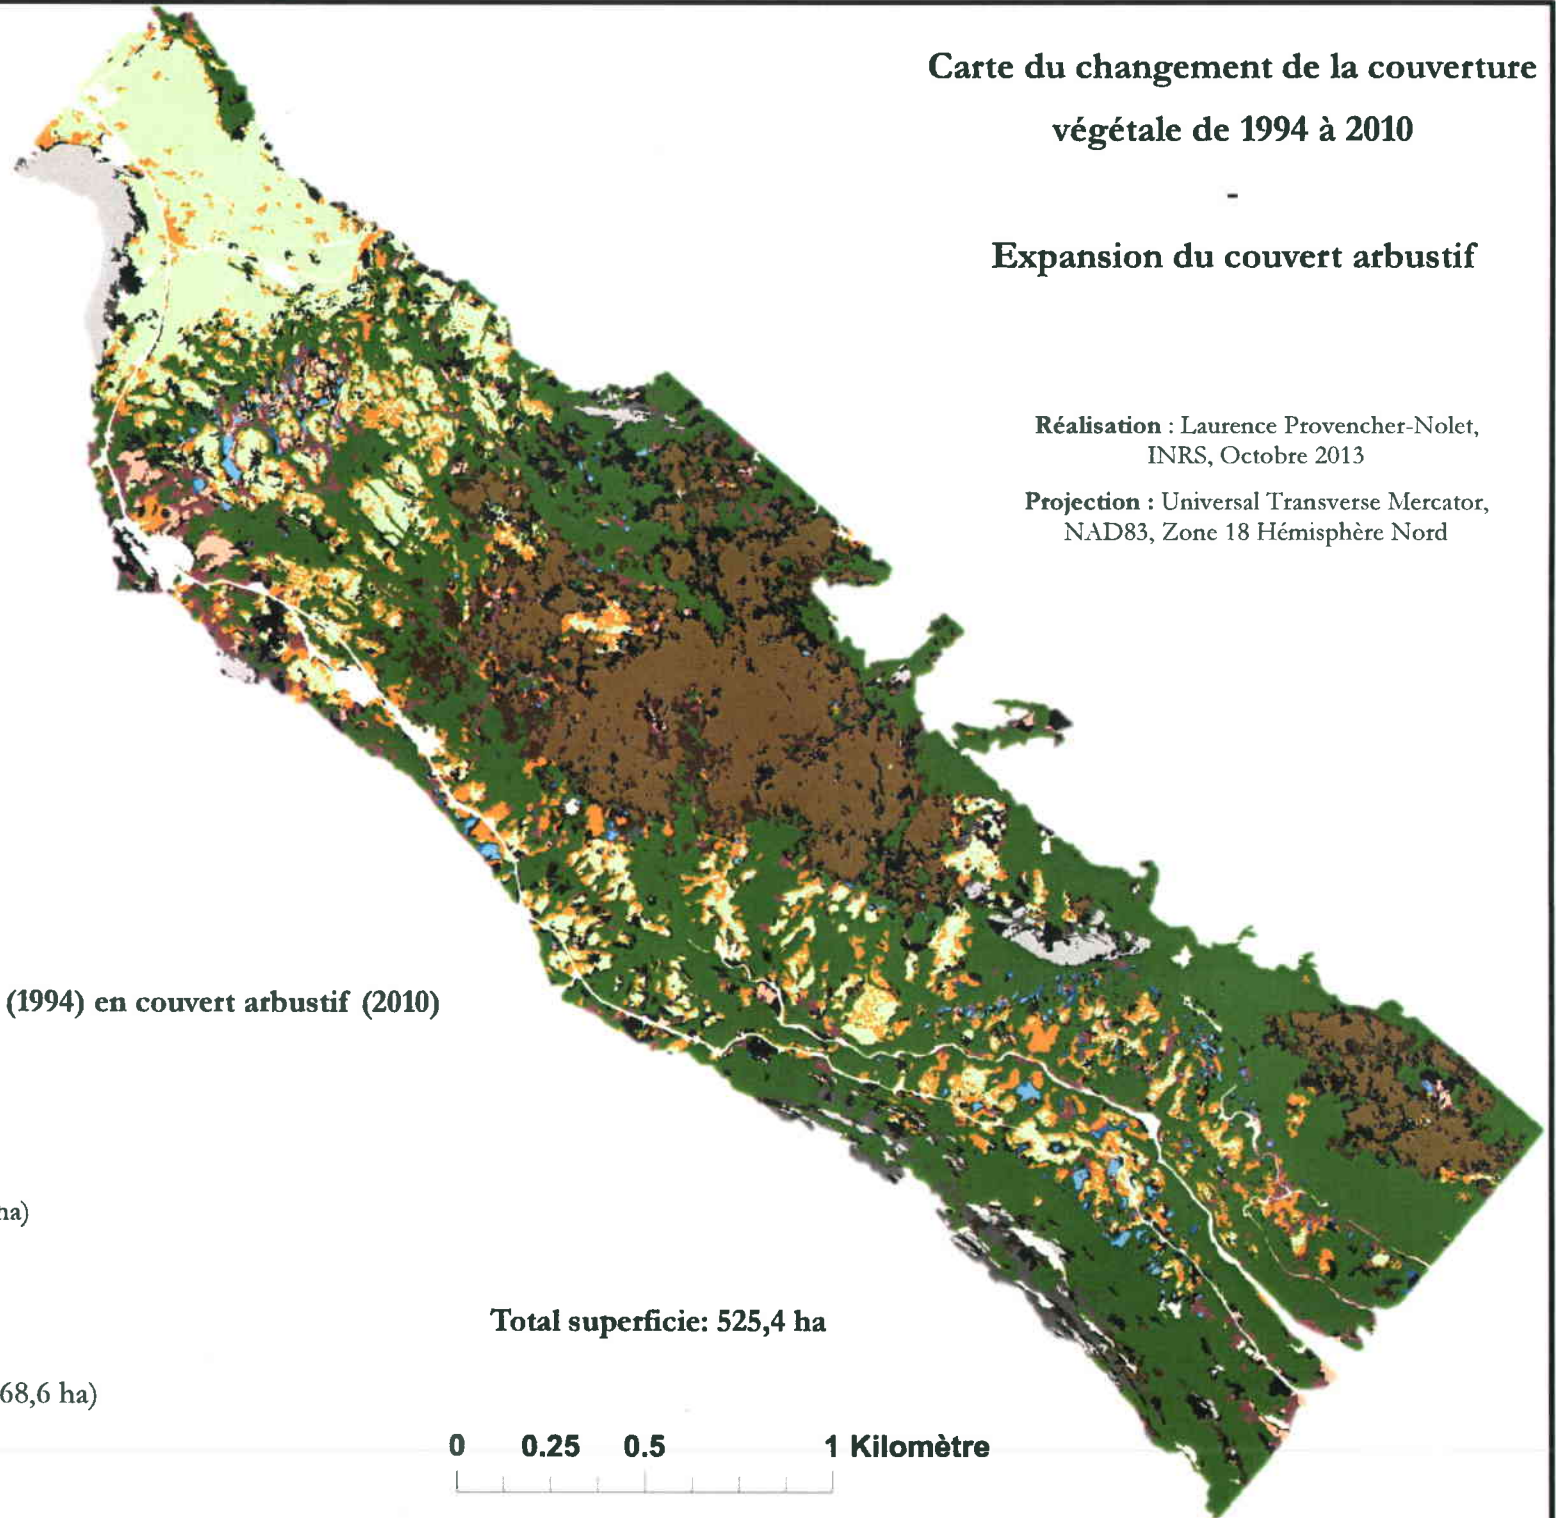 Carte du changement de la couverture
végétale de 1994 à 2010
-
Expansion du couvert arbustif
Réalisation : Laurence Provencher-Nolet,
INRS, Octobre 2013
Projection : Universal Transverse Mercator,
NAD83, Zone 18 Hémisphère Nord
(1994) en couvert arbustif (2010)
ha)
Total superficie: 525,4 ha
68,6 ha)
0 0.25 0.5 1 Kilomètre